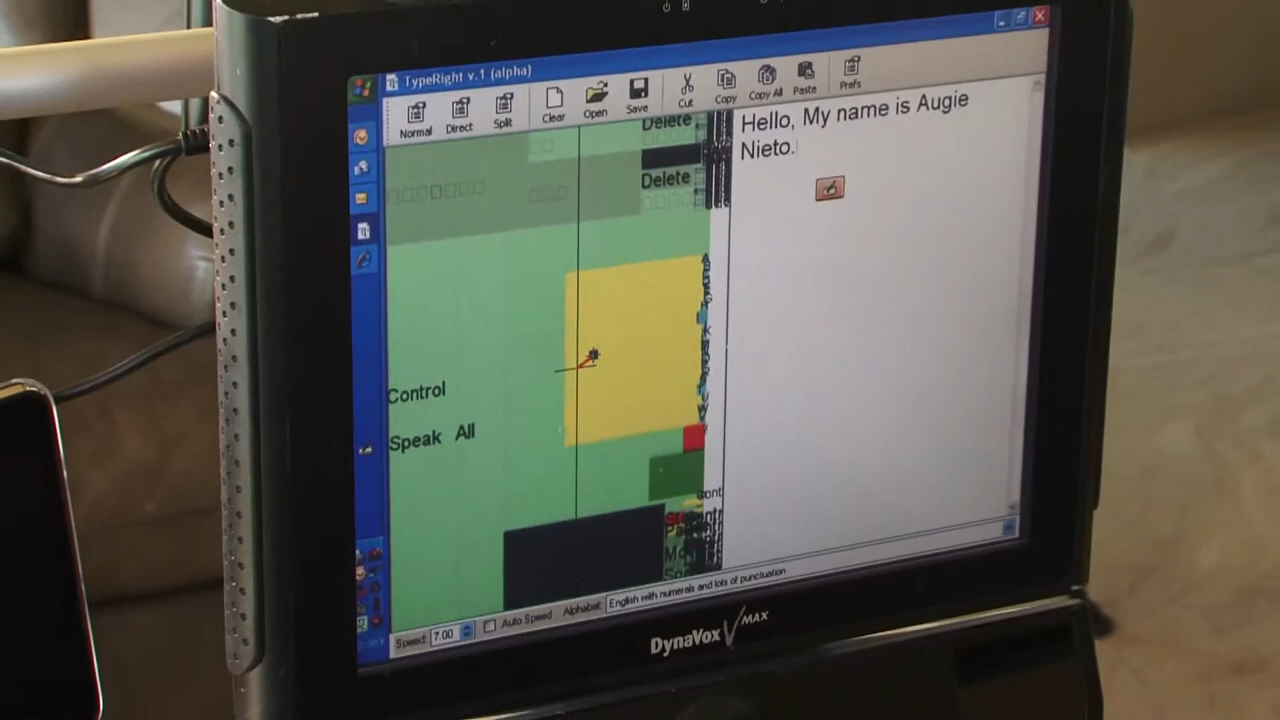 TypeRight v.1 (alpha)
Normal Direct Split Clear Open Save Cut Copy Copy All Paste Prefs
Hello, My name is Augie
Nieto.
Delete
Delete
Control
Speak All
Speed: 7.00 Auto Speed Alphabet: English with numerals and lots of punctuation
DynaVox V MAX